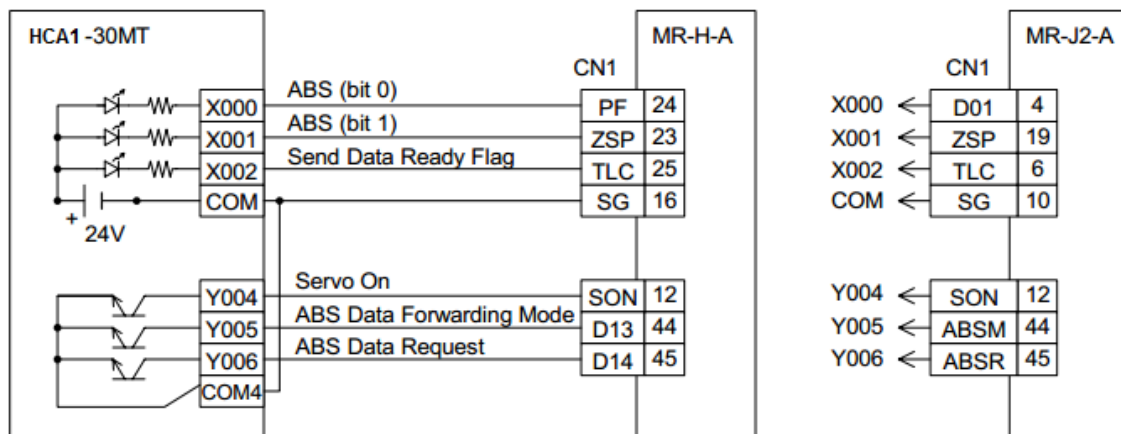 HCA1-30MT MR-H-A MR-J2-A
CN1 CN1
X000 ABS (bit 0) PF 24 X000 D01 4
X001 ABS (bit 1) ZSP 23 X001 ZSP 19
X002 Send Data Ready Flag TLC 25 X002 TLC 6
COM SG 16 COM SG 10
+ 24V
Y004 Servo On SON 12 Y004 SON 12
Y005 ABS Data Forwarding Mode D13 44 Y005 ABSM 44
Y006 ABS Data Request D14 45 Y006 ABSR 45
COM4